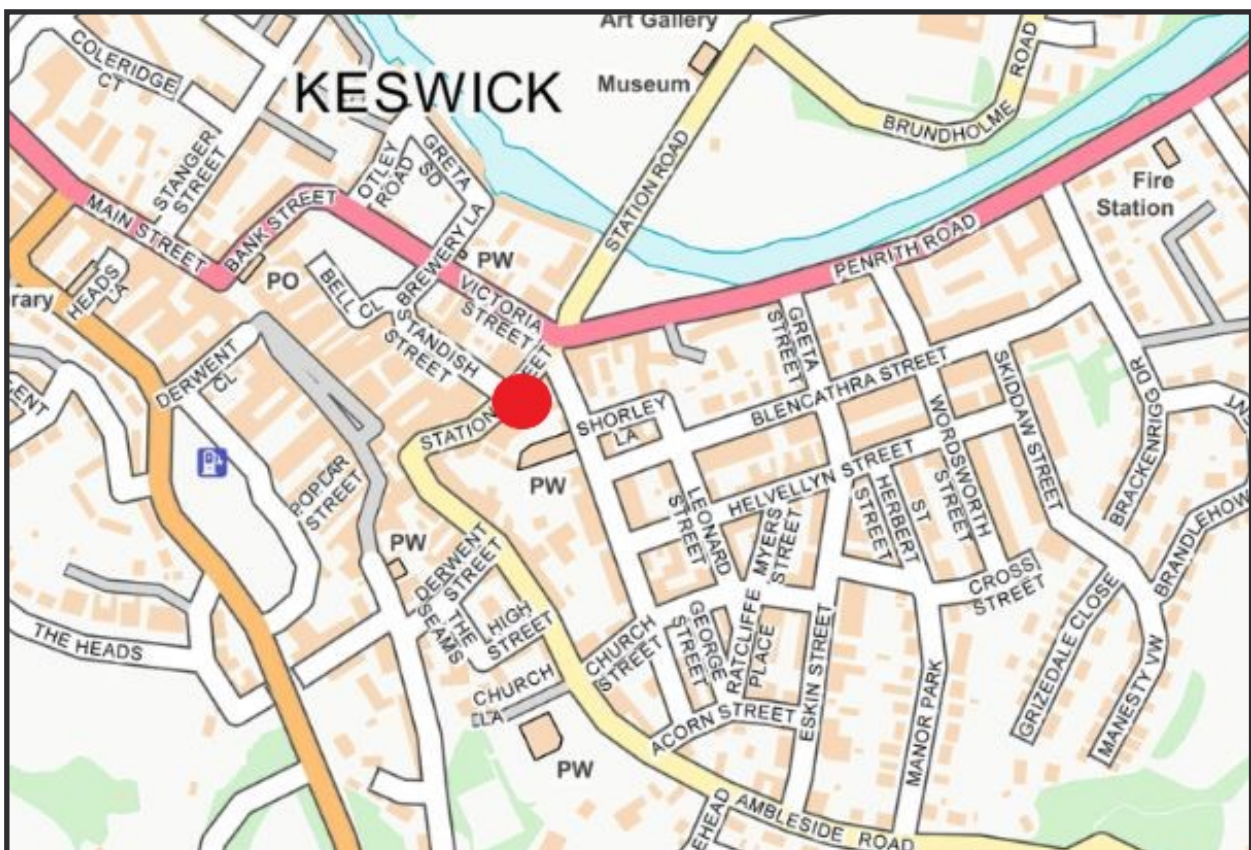 Art Gallery
Museum
KESWICK
COLERIDGE
CT
STANGER
STREET
OTLEY
ROAD
GRETA
SD
STATION ROAD
BRUNDHOLME
ROAD
Fire
Station
MAIN STREET
BANK STREET
PO
BREWERY LA
PW
VICTORIA
STREET
PENRITH ROAD
HEADS
LA
BELL
CL
STANDISH
STREET
DERWENT
CL
STATION
SHORLEY
LA
PW
GRETA
STREET
BLENCATHRA STREET
SKIDDAW STREET
BRACKENRIGG DR
POPLAR
STREET
HELVELLYN STREET
LEONARD
STREET
MYERS
STREET
HERBERT
ST
STREET
WORDSWORTH
STREET
BRANDLEHOW
PW
DERWENT
STREET
THE
SEAMS
HIGH
STREET
CROSS
STREET
THE HEADS
CHURCH
LA
CHURCH
STREET
GEORGE
STREET
RATCLIFFE
PLACE
ESKIN STREET
GRIZEDALE CLOSE
MANESTY VW
PW
ACORN STREET
MANOR PARK
AMBLESIDE ROAD